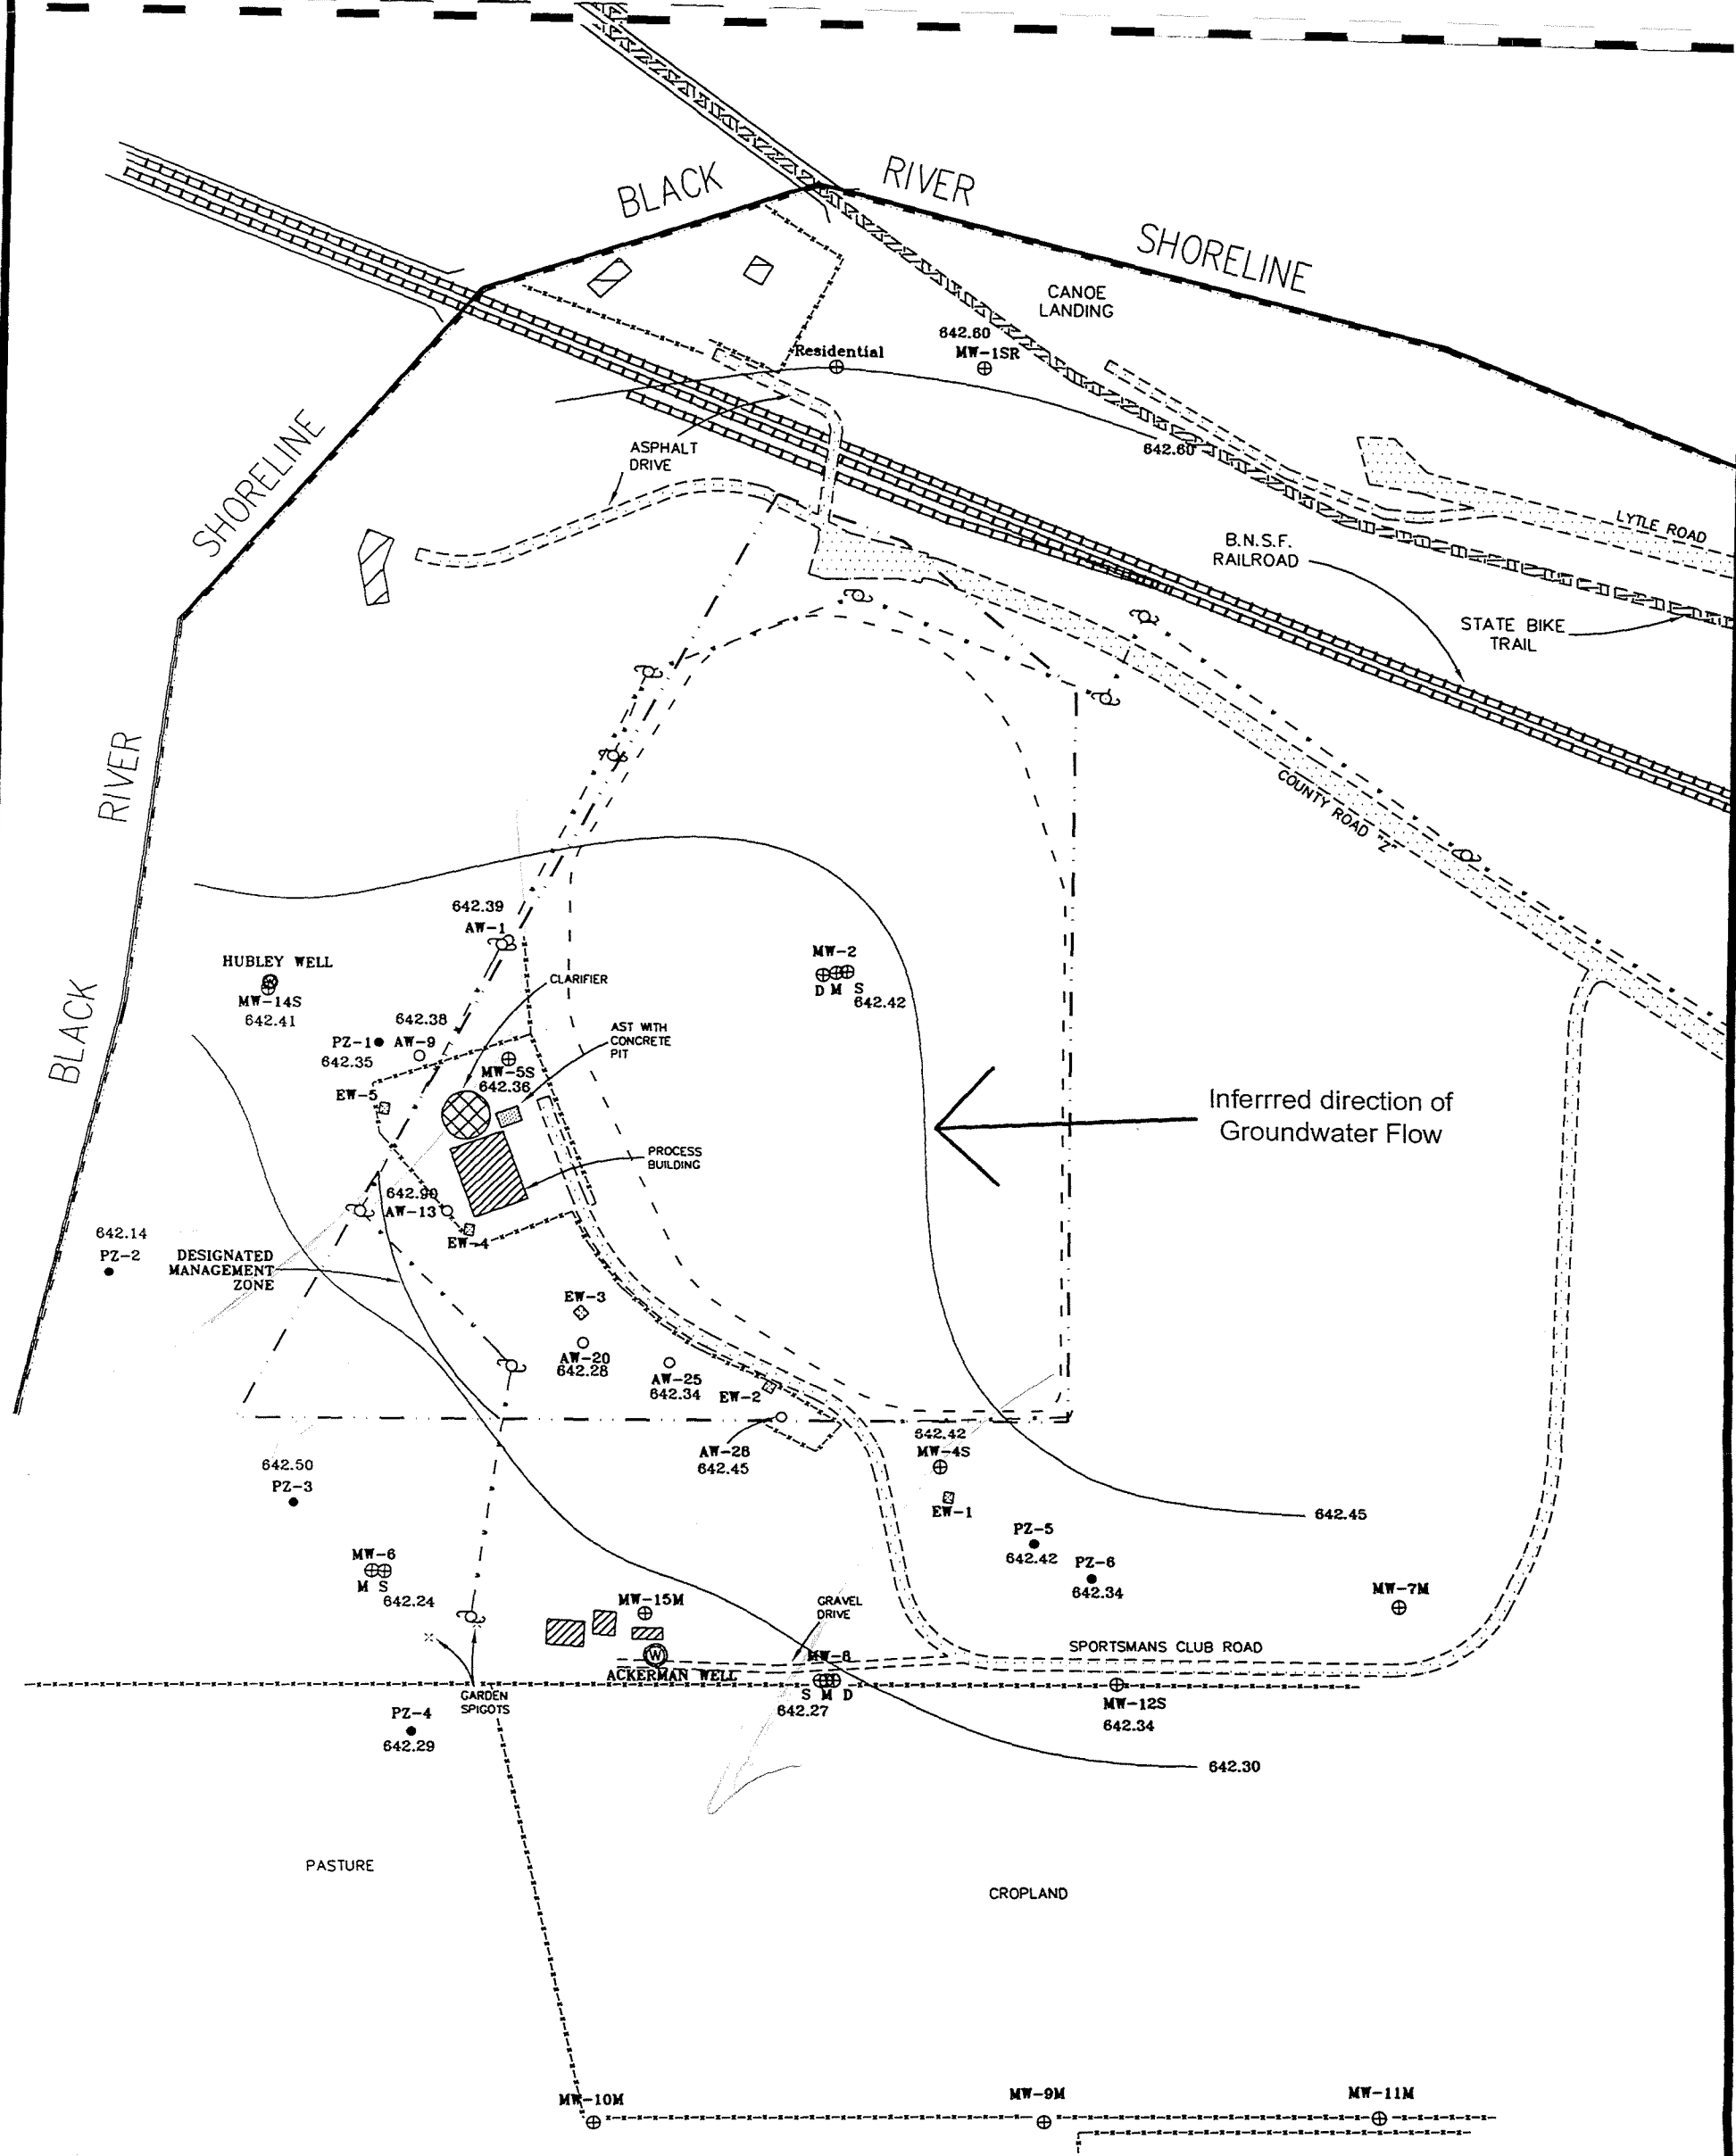 BLACK
RIVER
SHORELINE
CANOE
LANDING
642.60
Residential
MW-1SR
SHORELINE
ASPHALT
DRIVE
642.60
LYTLE ROAD
B.N.S.F.
RAILROAD
STATE BIKE
TRAIL
RIVER
COUNTY ROAD "Z"
642.39
AW-1
HUBLEY WELL
MW-14S
642.41
CLARIFIER
MW-2
D M S
642.42
BLACK
642.38
PZ-1
AW-9
642.35
AST WITH
CONCRETE
PIT
MW-5S
642.36
EW-5
Inferrred direction of
Groundwater Flow
PROCESS
BUILDING
642.90
AW-13
EW-4
642.14
PZ-2
DESIGNATED
MANAGEMENT
ZONE
EW-3
AW-20
642.28
AW-25
642.34
EW-2
AW-28
642.45
642.42
MW-4S
EW-1
642.50
PZ-3
642.45
PZ-5
642.42
PZ-6
642.34
MW-6
M S
642.24
MW-15M
GRAVEL
DRIVE
MW-7M
SPORTSMANS CLUB ROAD
W
ACKERMAN WELL
MW-8
S M D
642.27
MW-12S
642.34
GARDEN
SPIGOTS
PZ-4
642.29
642.30
PASTURE
CROPLAND
MW-10M
MW-9M
MW-11M